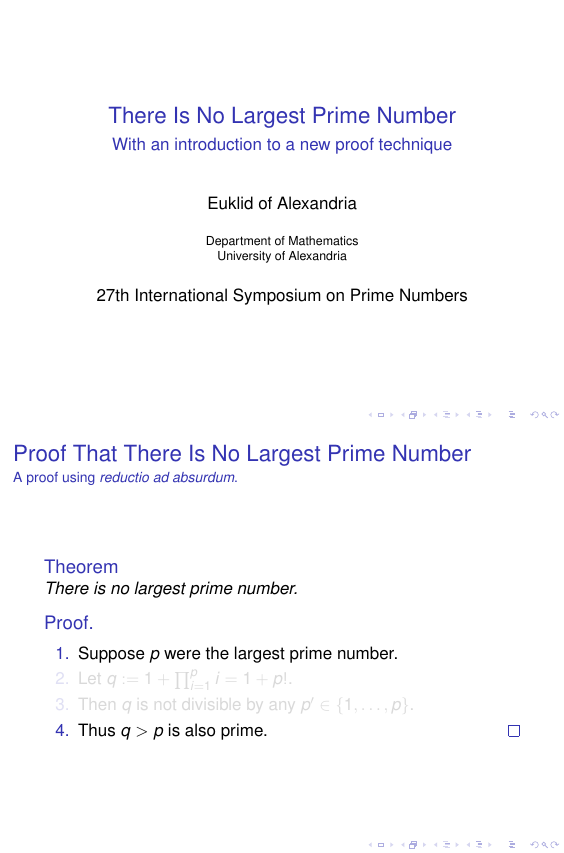 There Is No Largest Prime Number
With an introduction to a new proof technique
Euklid of Alexandria
Department of Mathematics
University of Alexandria
27th International Symposium on Prime Numbers
Proof That There Is No Largest Prime Number
A proof using reductio ad absurdum.
Theorem
There is no largest prime number.
Proof.
1. Suppose p were the largest prime number.
2. Let q := 1 + ∏ᵖᵢ₌₁ i = 1 + p!.
3. Then q is not divisible by any p′ ∈ {1, . . . , p}.
4. Thus q > p is also prime. □